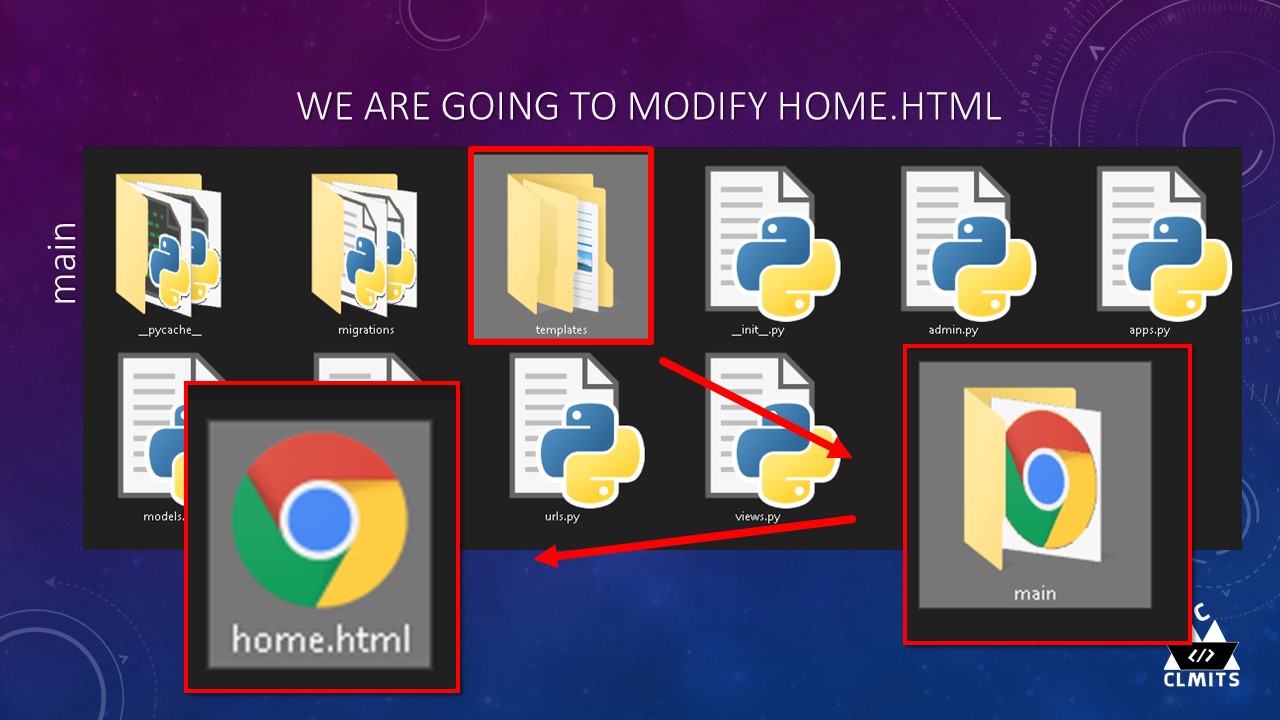 WE ARE GOING TO MODIFY HOME.HTML
main
__pycache__
migrations
templates
__init__.py
admin.py
apps.py
models.
urls.py
views.py
home.html
main
C
</>
CLMITS